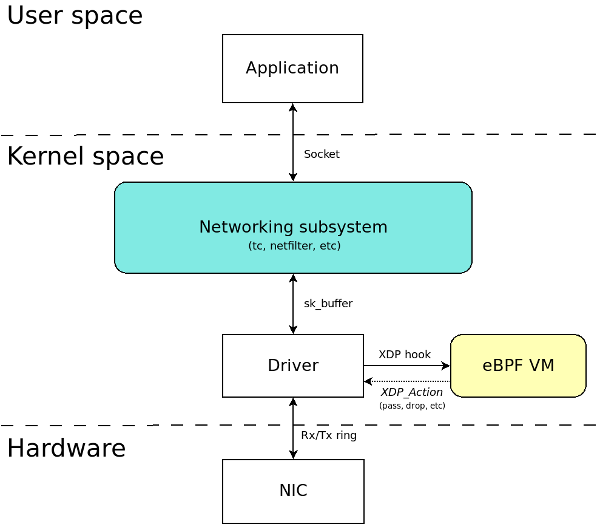 User space
Application
Socket
Kernel space
Networking subsystem
(tc, netfilter, etc)
sk_buffer
Driver
XDP hook
eBPF VM
XDP_Action
(pass, drop, etc)
Rx/Tx ring
Hardware
NIC